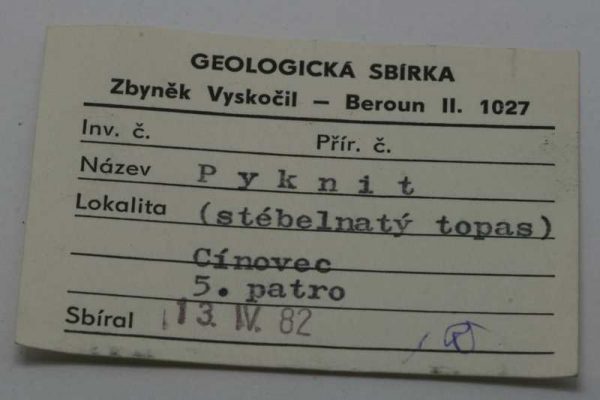 GEOLOGICKÁ SBÍRKA
Zbyněk Vyskočil — Beroun II. 1027
Inv. č. Přír. č.
Název Pyknit
Lokalita (stébelnatý topas)
Cínovec
5. patro
Sbíral 13. IV. 82